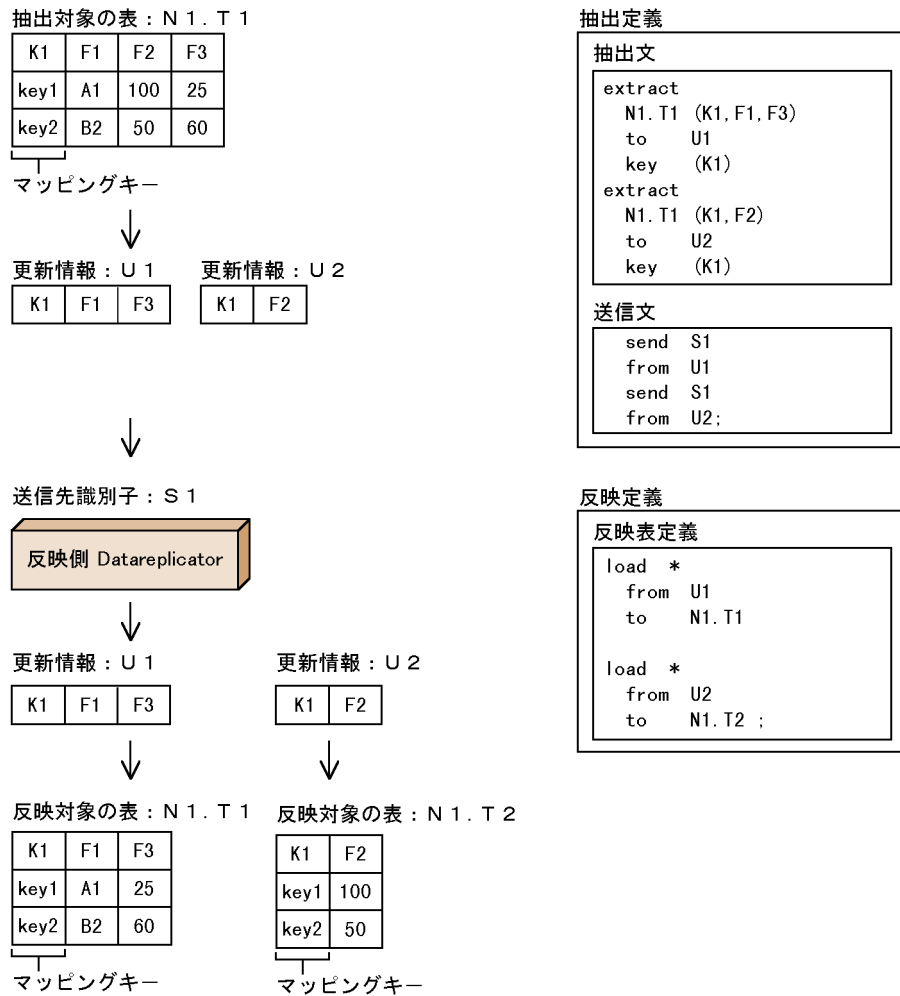 抽出対象の表：Ｎ１.Ｔ１
K1 F1 F2 F3
key1 A1 100 25
key2 B2 50 60
マッピングキー
更新情報：Ｕ１
K1 F1 F3
更新情報：Ｕ２
K1 F2
送信先識別子：Ｓ１
反映側 Datareplicator
更新情報：Ｕ１
K1 F1 F3
更新情報：Ｕ２
K1 F2
反映対象の表：Ｎ１.Ｔ１
K1 F1 F3
key1 A1 25
key2 B2 60
マッピングキー
反映対象の表：Ｎ１.Ｔ２
K1 F2
key1 100
key2 50
マッピングキー
抽出定義
抽出文
extract
N1.T1 (K1,F1,F3)
to U1
key (K1)
extract
N1.T1 (K1,F2)
to U2
key (K1)
送信文
send S1
from U1
send S1
from U2;
反映定義
反映表定義
load *
from U1
to N1.T1
load *
from U2
to N1.T2 ;